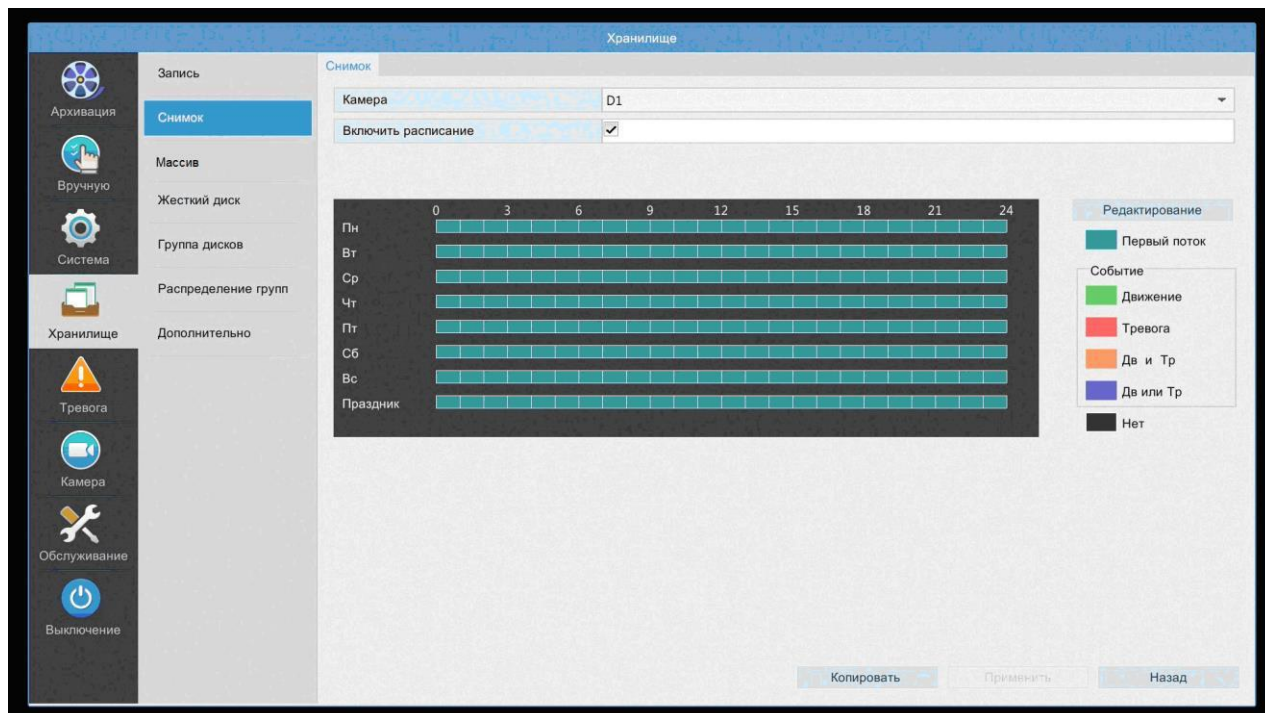 Хранилище
Архивация
Вручную
Система
Хранилище
Тревога
Камера
Обслуживание
Выключение
Запись
Снимок
Массив
Жесткий диск
Группа дисков
Распределение групп
Дополнительно
Снимок
Камера D1
Включить расписание
0 3 6 9 12 15 18 21 24
Пн
Вт
Ср
Чт
Пт
Сб
Вс
Праздник
Редактирование
Первый поток
Событие
Движение
Тревога
Дв и Тр
Дв или Тр
Нет
Копировать Применить Назад